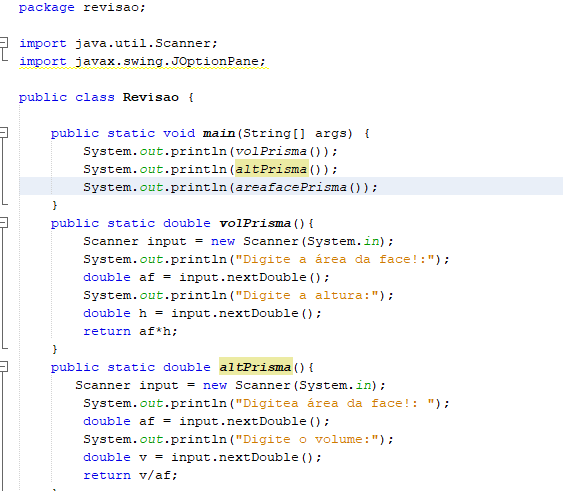 package revisao;
import java.util.Scanner;
import javax.swing.JOptionPane;
public class Revisao {
public static void main(String[] args) {
System.out.println(volPrisma());
System.out.println(altPrisma());
System.out.println(areafacePrisma());
}
public static double volPrisma(){
Scanner input = new Scanner(System.in);
System.out.println("Digite a área da face!:");
double af = input.nextDouble();
System.out.println("Digite a altura:");
double h = input.nextDouble();
return af*h;
}
public static double altPrisma(){
Scanner input = new Scanner(System.in);
System.out.println("Digitea área da face!: ");
double af = input.nextDouble();
System.out.println("Digite o volume:");
double v = input.nextDouble();
return v/af;
}